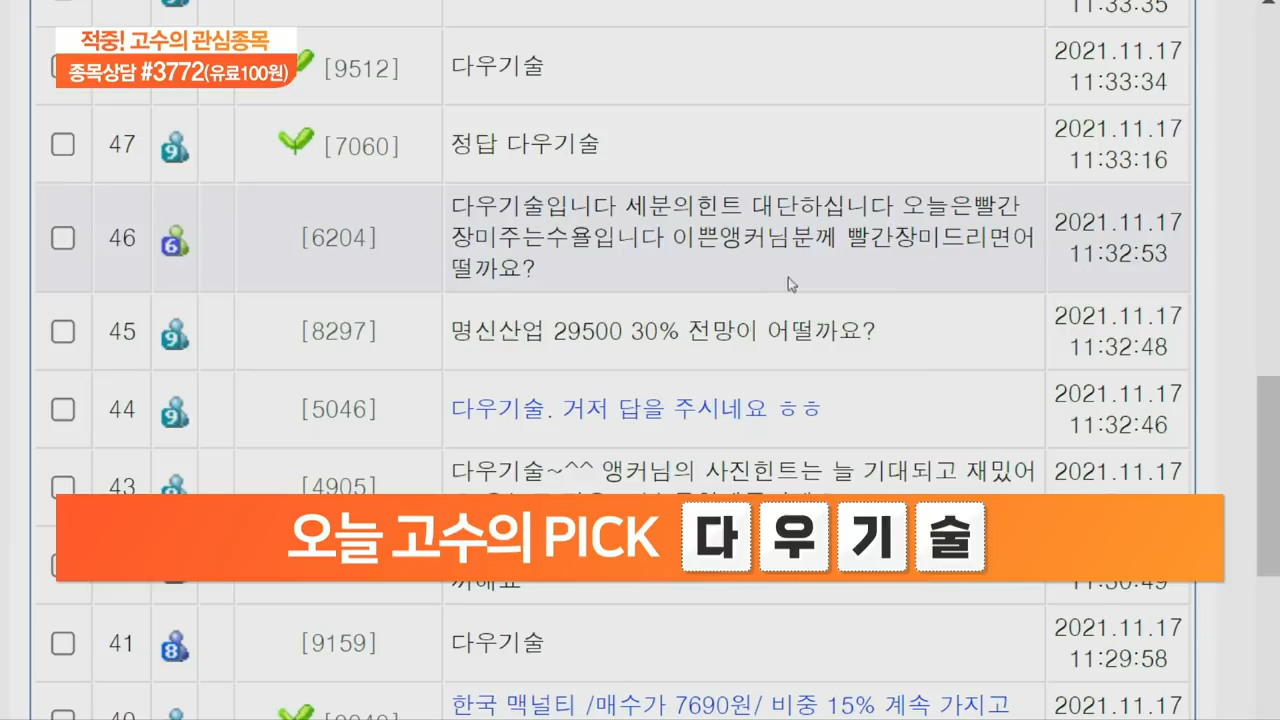 11:33:35
적중! 고수의 관심종목
종목상담 #3772(유료100원)
[9512]
다우기술
2021.11.17
11:33:34
47
9
[7060]
정답 다우기술
2021.11.17
11:33:16
46
6
[6204]
다우기술입니다 세분의힌트 대단하십니다 오늘은빨간
장미주는수욜입니다 이쁜앵커님분께 빨간장미드리면어
떨까요?
2021.11.17
11:32:53
45
9
[8297]
명신산업 29500 30% 전망이 어떨까요?
2021.11.17
11:32:48
44
9
[5046]
다우기술. 거저 답을 주시네요 ㅎㅎ
2021.11.17
11:32:46
43
[4905]
다우기술~^^ 앵커님의 사진힌트는 늘 기대되고 재밌어
2021.11.17
오늘 고수의 PICK 다우기술
11:30:49
41
8
[9159]
다우기술
2021.11.17
11:29:58
한국 맥널티 /매수가 7690원/ 비중 15% 계속 가지고
2021.11.17